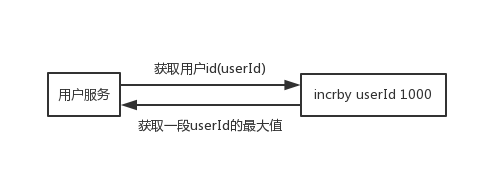 获取用户id(userId)
用户服务
incrby userId 1000
获取一段userId的最大值